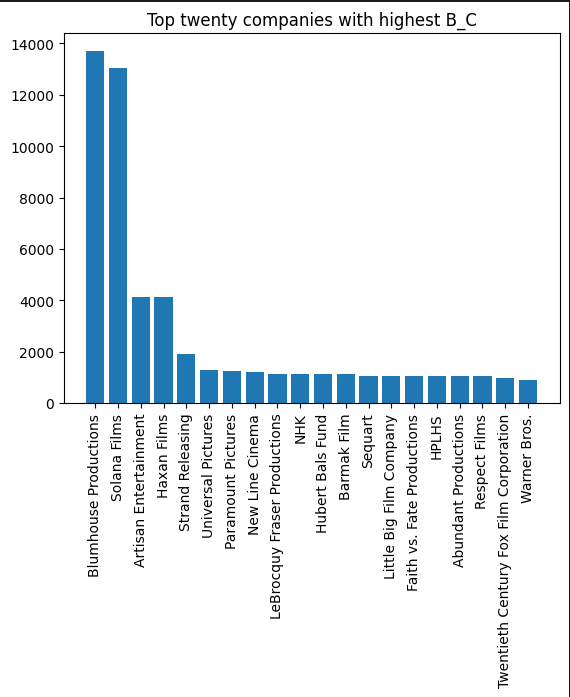 Top twenty companies with highest B_C
14000
12000
10000
8000
6000
4000
2000
0
Blumhouse Productions
Solana Films
Artisan Entertainment
Haxan Films
Strand Releasing
Universal Pictures
Paramount Pictures
New Line Cinema
LeBrocquy Fraser Productions
NHK
Hubert Bals Fund
Barmak Film
Sequart
Little Big Film Company
Faith vs. Fate Productions
HPLHS
Abundant Productions
Respect Films
Twentieth Century Fox Film Corporation
Warner Bros.